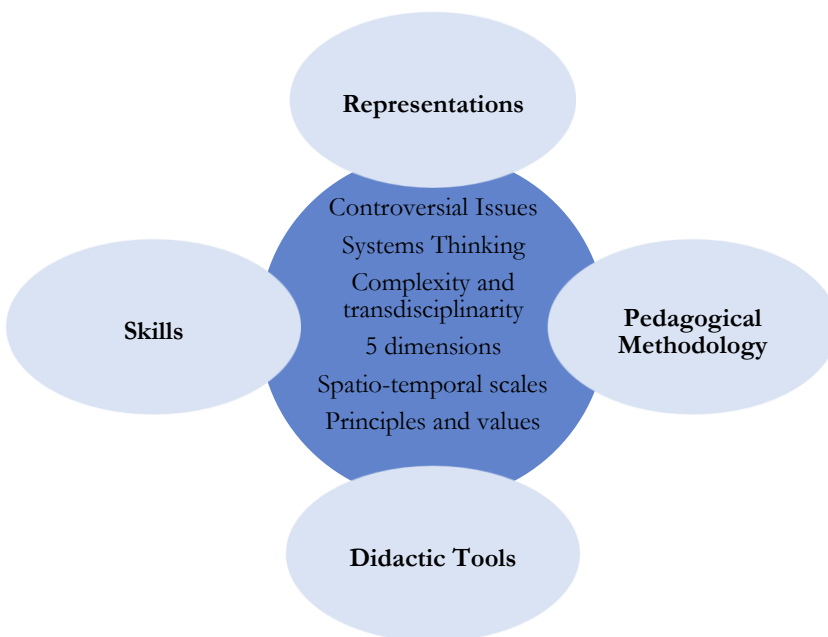 Representations
Controversial Issues
Systems Thinking
Complexity and
transdisciplinarity
5 dimensions
Spatio-temporal scales
Principles and values
Skills
Pedagogical
Methodology
Didactic Tools